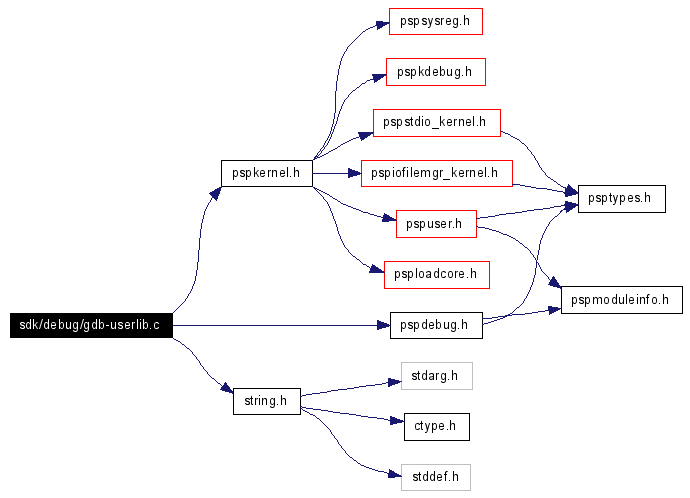 pspsysreg.h
pspkdebug.h
pspstdio_kernel.h
pspkernel.h
pspiofilemgr_kernel.h
psptypes.h
pspuser.h
psploadcore.h
pspmoduleinfo.h
sdk/debug/gdb-userlib.c
pspdebug.h
stdarg.h
string.h
ctype.h
stddef.h